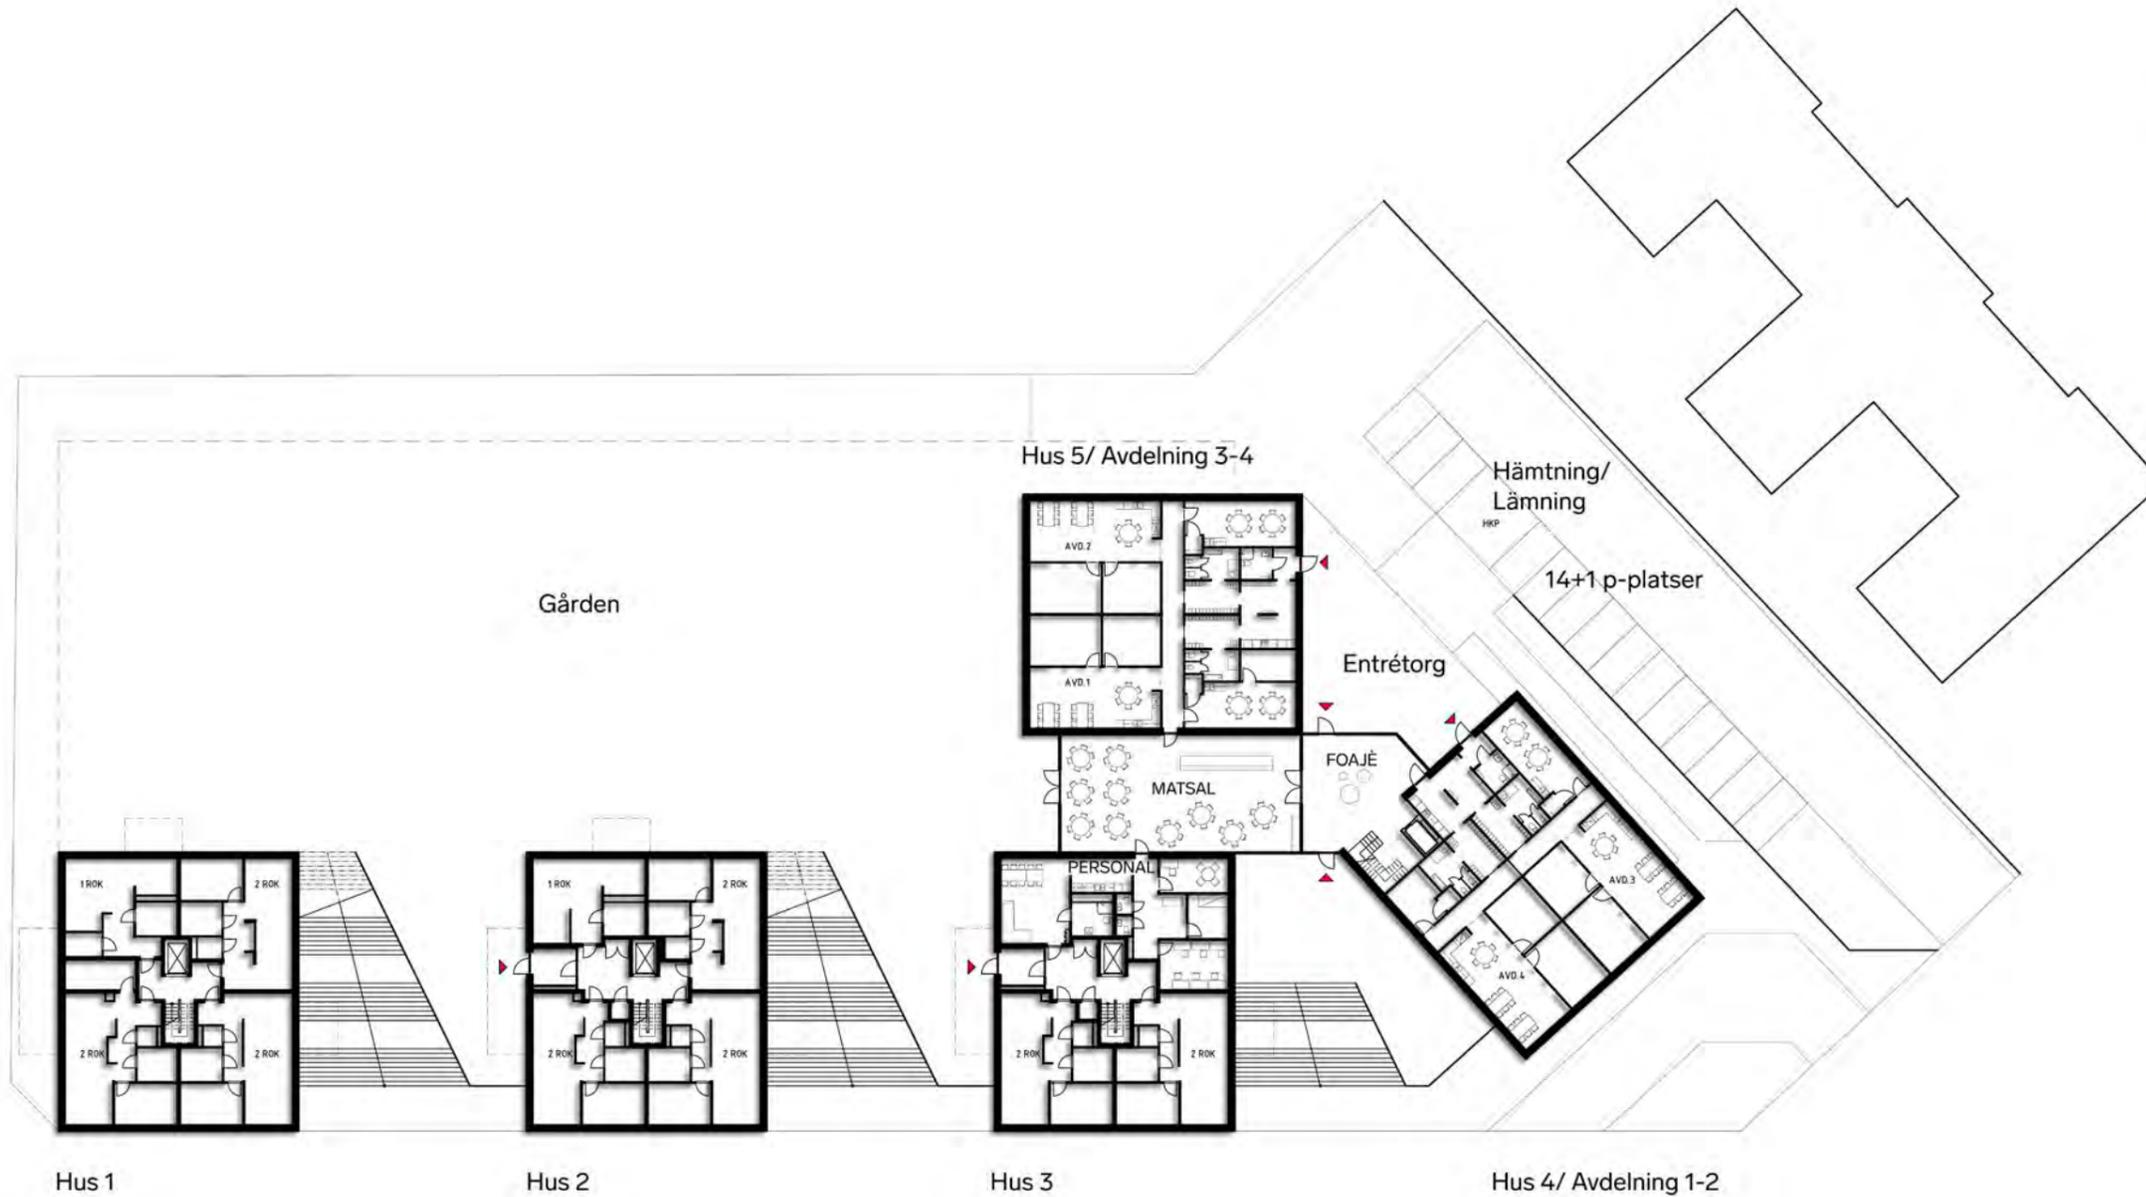 Hus 5/ Avdelning 3-4
Hämtning/
Lämning
HKP
14+1 p-platser
AVD.2
Gården
Entrétorg
AVD.1
FOAJÈ
MATSAL
PERSONAL
AVD.3
AVD.4
1 ROK
2 ROK
2 ROK
2 ROK
1 ROK
2 ROK
2 ROK
2 ROK
2 ROK
2 ROK
Hus 1
Hus 2
Hus 3
Hus 4/ Avdelning 1-2